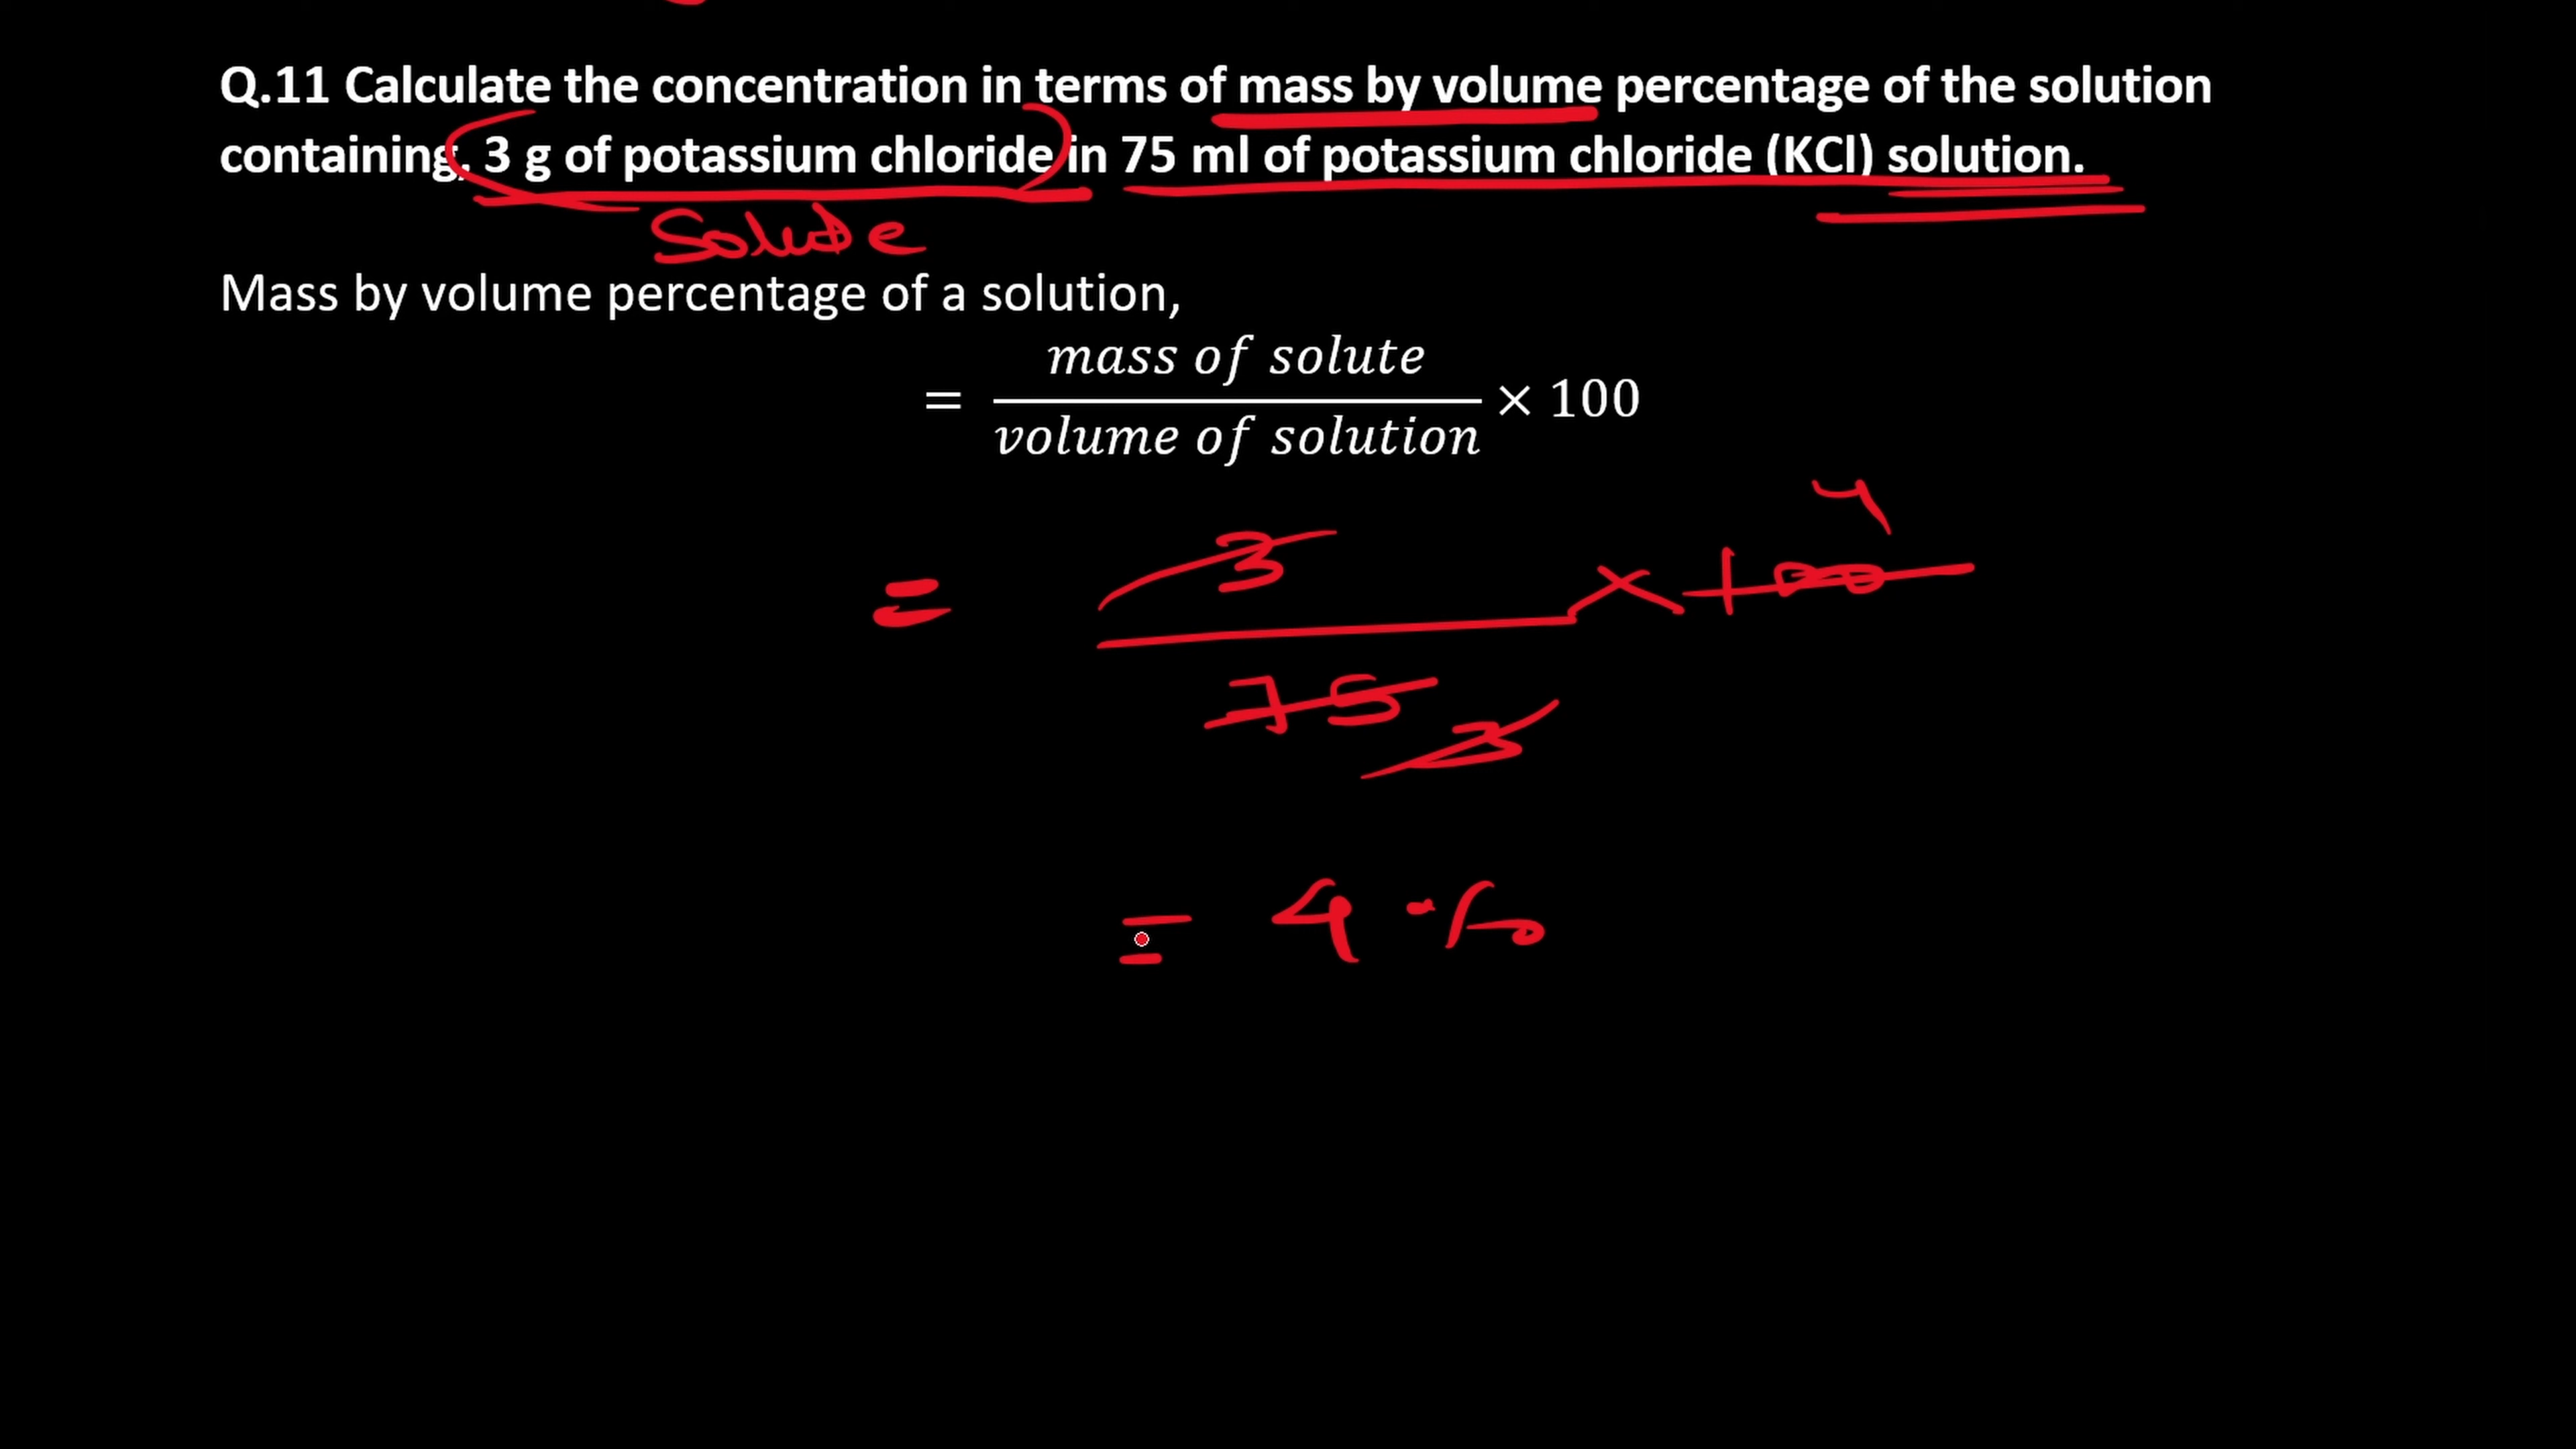 Q.11 Calculate the concentration in terms of mass by volume percentage of the solution
containing, 3 g of potassium chloride in 75 ml of potassium chloride (KCl) solution.
Solute
Mass by volume percentage of a solution,
= mass of solute / volume of solution × 100
= 3 / 75 × 100
4
3
= 4 %